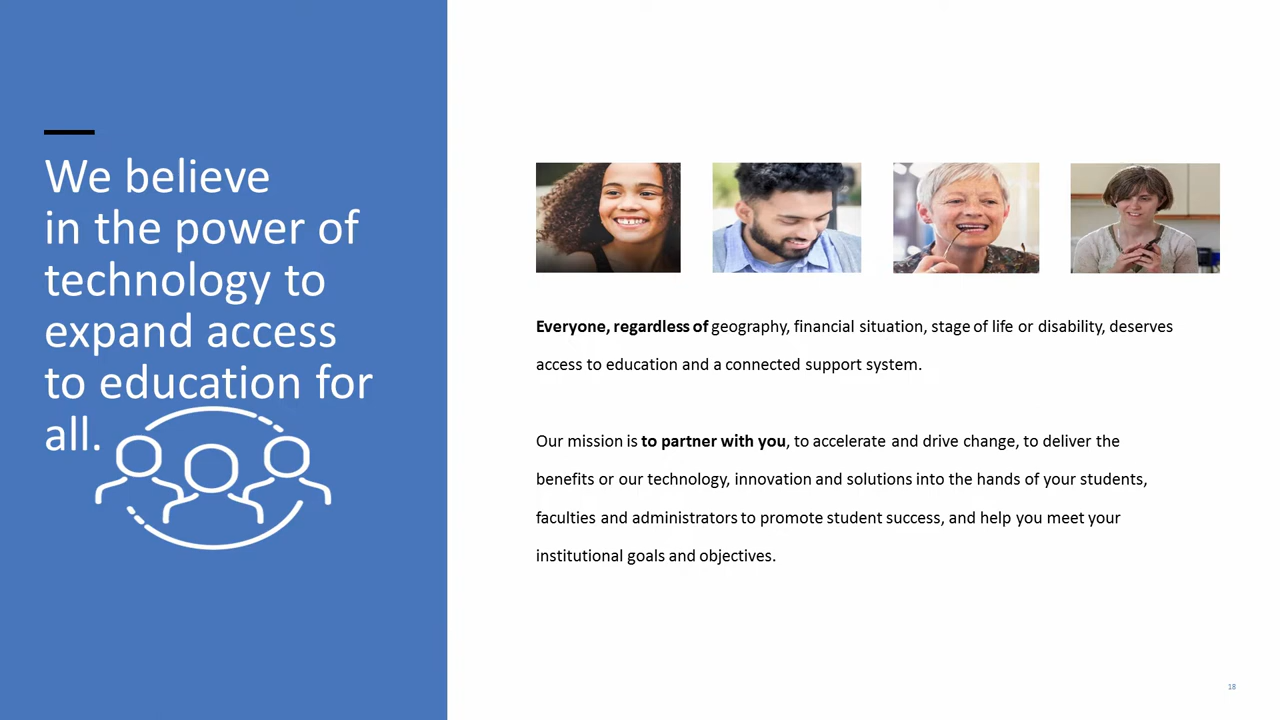 We believe
in the power of
technology to
expand access
to education for
all.
Everyone, regardless of geography, financial situation, stage of life or disability, deserves
access to education and a connected support system.
Our mission is to partner with you, to accelerate and drive change, to deliver the
benefits or our technology, innovation and solutions into the hands of your students,
faculties and administrators to promote student success, and help you meet your
institutional goals and objectives.
18